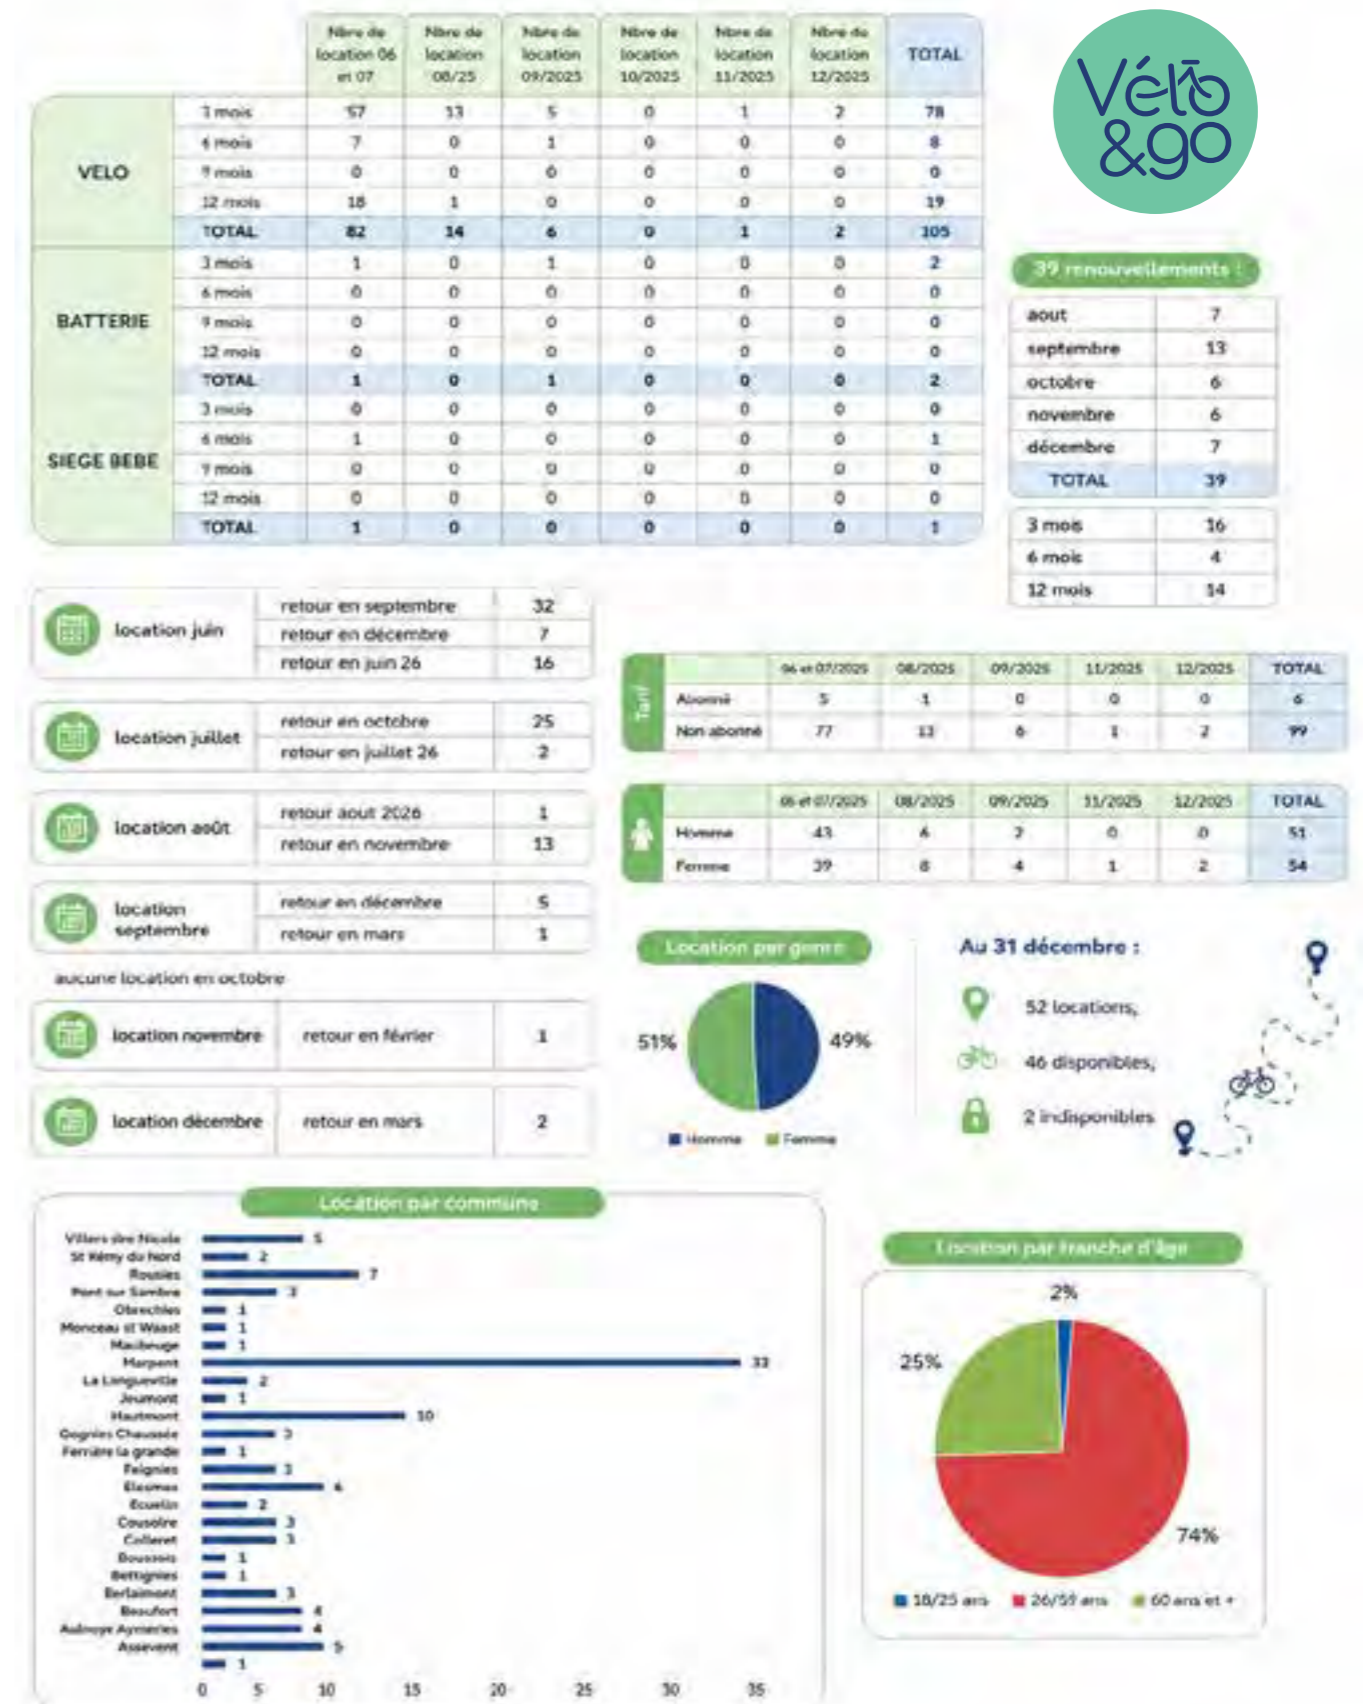 Nbre de location 06 et 07 Nbre de location 08/25 Nbre de location 09/2025 Nbre de location 10/2025 Nbre de location 11/2025 Nbre de location 12/2025 TOTAL
VELO
3 mois 57 13 5 0 1 2 78
6 mois 7 0 1 0 0 0 8
9 mois 0 0 0 0 0 0 0
12 mois 18 1 0 0 0 0 19
TOTAL 82 14 6 0 1 2 105
BATTERIE
3 mois 1 0 1 0 0 0 2
6 mois 0 0 0 0 0 0 0
9 mois 0 0 0 0 0 0 0
12 mois 0 0 0 0 0 0 0
TOTAL 1 0 1 0 0 0 2
SIEGE BEBE
3 mois 0 0 0 0 0 0 0
6 mois 1 0 0 0 0 0 1
9 mois 0 0 0 0 0 0 0
12 mois 0 0 0 0 0 0 0
TOTAL 1 0 0 0 0 0 1
Vélo
&go
39 renouvellements :
aout 7
septembre 13
octobre 6
novembre 6
décembre 7
TOTAL 39
3 mois 16
6 mois 4
12 mois 14
location juin
retour en septembre 32
retour en décembre 7
retour en juin 26 16
location juillet
retour en octobre 25
retour en juillet 26 2
location août
retour aout 2026 1
retour en novembre 13
location septembre
retour en décembre 5
retour en mars 1
aucune location en octobre
location novembre retour en février 1
location décembre retour en mars 2
Tarif
06 et 07/2025 08/2025 09/2025 11/2025 12/2025 TOTAL
Abonné 5 1 0 0 0 6
Non abonné 77 13 6 1 2 99
06 et 07/2025 08/2025 09/2025 11/2025 12/2025 TOTAL
Homme 43 6 2 0 0 51
Femme 39 8 4 1 2 54
Location par genre
51% 49%
Homme Femme
Au 31 décembre :
52 locations,
46 disponibles,
2 indisponibles
Location par commune
Villers sire Nicole 5
St Rémy du Nord 2
Rousies 7
Pont sur Sambre 3
Obrechies 1
Monceau st Waast 1
Maubeuge 1
Marpent 33
La Longueville 2
Jeumont 1
Hautmont 10
Gognies Chaussée 3
Ferrière la grande 1
Feignies 3
Elesmes 6
Ecuelin 2
Cousolre 3
Colleret 3
Boussois 1
Bettignies 1
Berlaimont 3
Beaufort 4
Aulnoye Aymeries 4
Assevent 5
1
0 5 10 15 20 25 30 35
Location par tranche d'âge
2%
25%
74%
18/25 ans 26/59 ans 60 ans et +